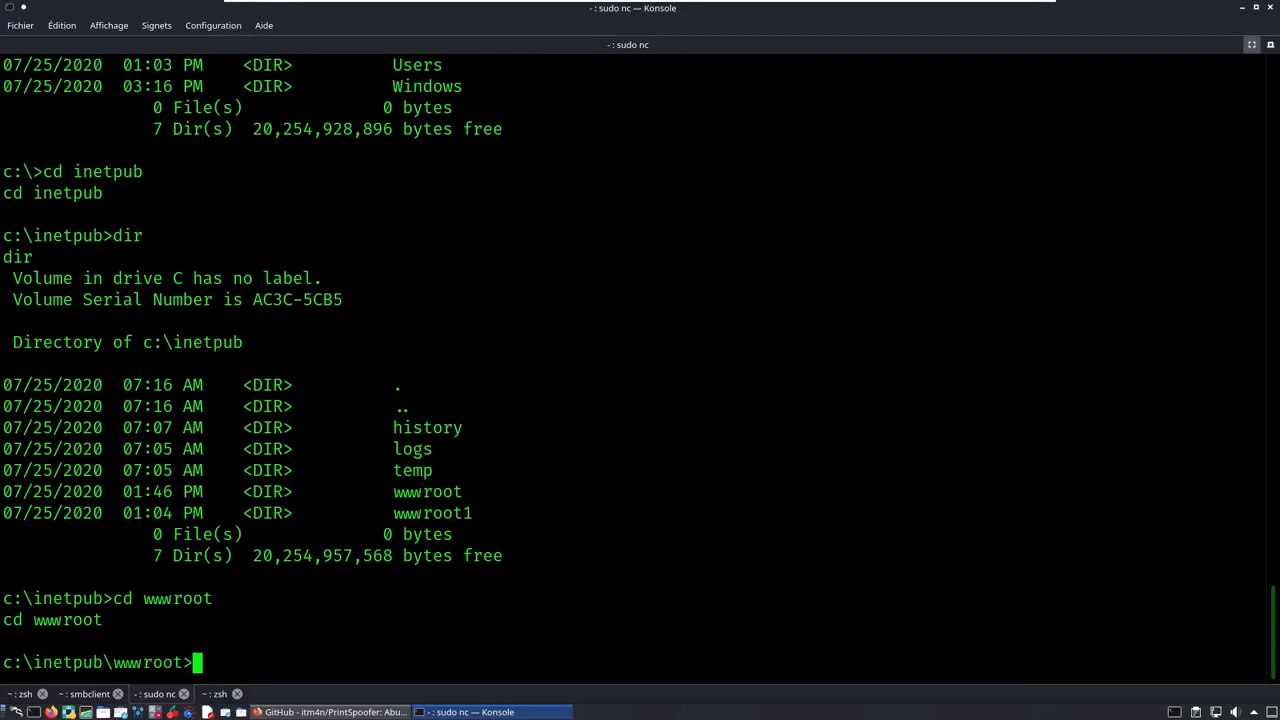 - : sudo nc — Konsole
Fichier Édition Affichage Signets Configuration Aide
- : sudo nc
07/25/2020  01:03 PM    <DIR>          Users
07/25/2020  03:16 PM    <DIR>          Windows
               0 File(s)              0 bytes
               7 Dir(s)  20,254,928,896 bytes free
c:\>cd inetpub
cd inetpub
c:\inetpub>dir
dir
 Volume in drive C has no label.
 Volume Serial Number is AC3C-5CB5
 Directory of c:\inetpub
07/25/2020  07:16 AM    <DIR>          .
07/25/2020  07:16 AM    <DIR>          ..
07/25/2020  07:07 AM    <DIR>          history
07/25/2020  07:05 AM    <DIR>          logs
07/25/2020  07:05 AM    <DIR>          temp
07/25/2020  01:46 PM    <DIR>          wwwroot
07/25/2020  01:04 PM    <DIR>          wwwroot1
               0 File(s)              0 bytes
               7 Dir(s)  20,254,957,568 bytes free
c:\inetpub>cd wwwroot
cd wwwroot
c:\inetpub\wwwroot>
~ : zsh ~ : smbclient - : sudo nc ~ : zsh
GitHub - itm4n/PrintSpoofer: Abu... - : sudo nc — Konsole